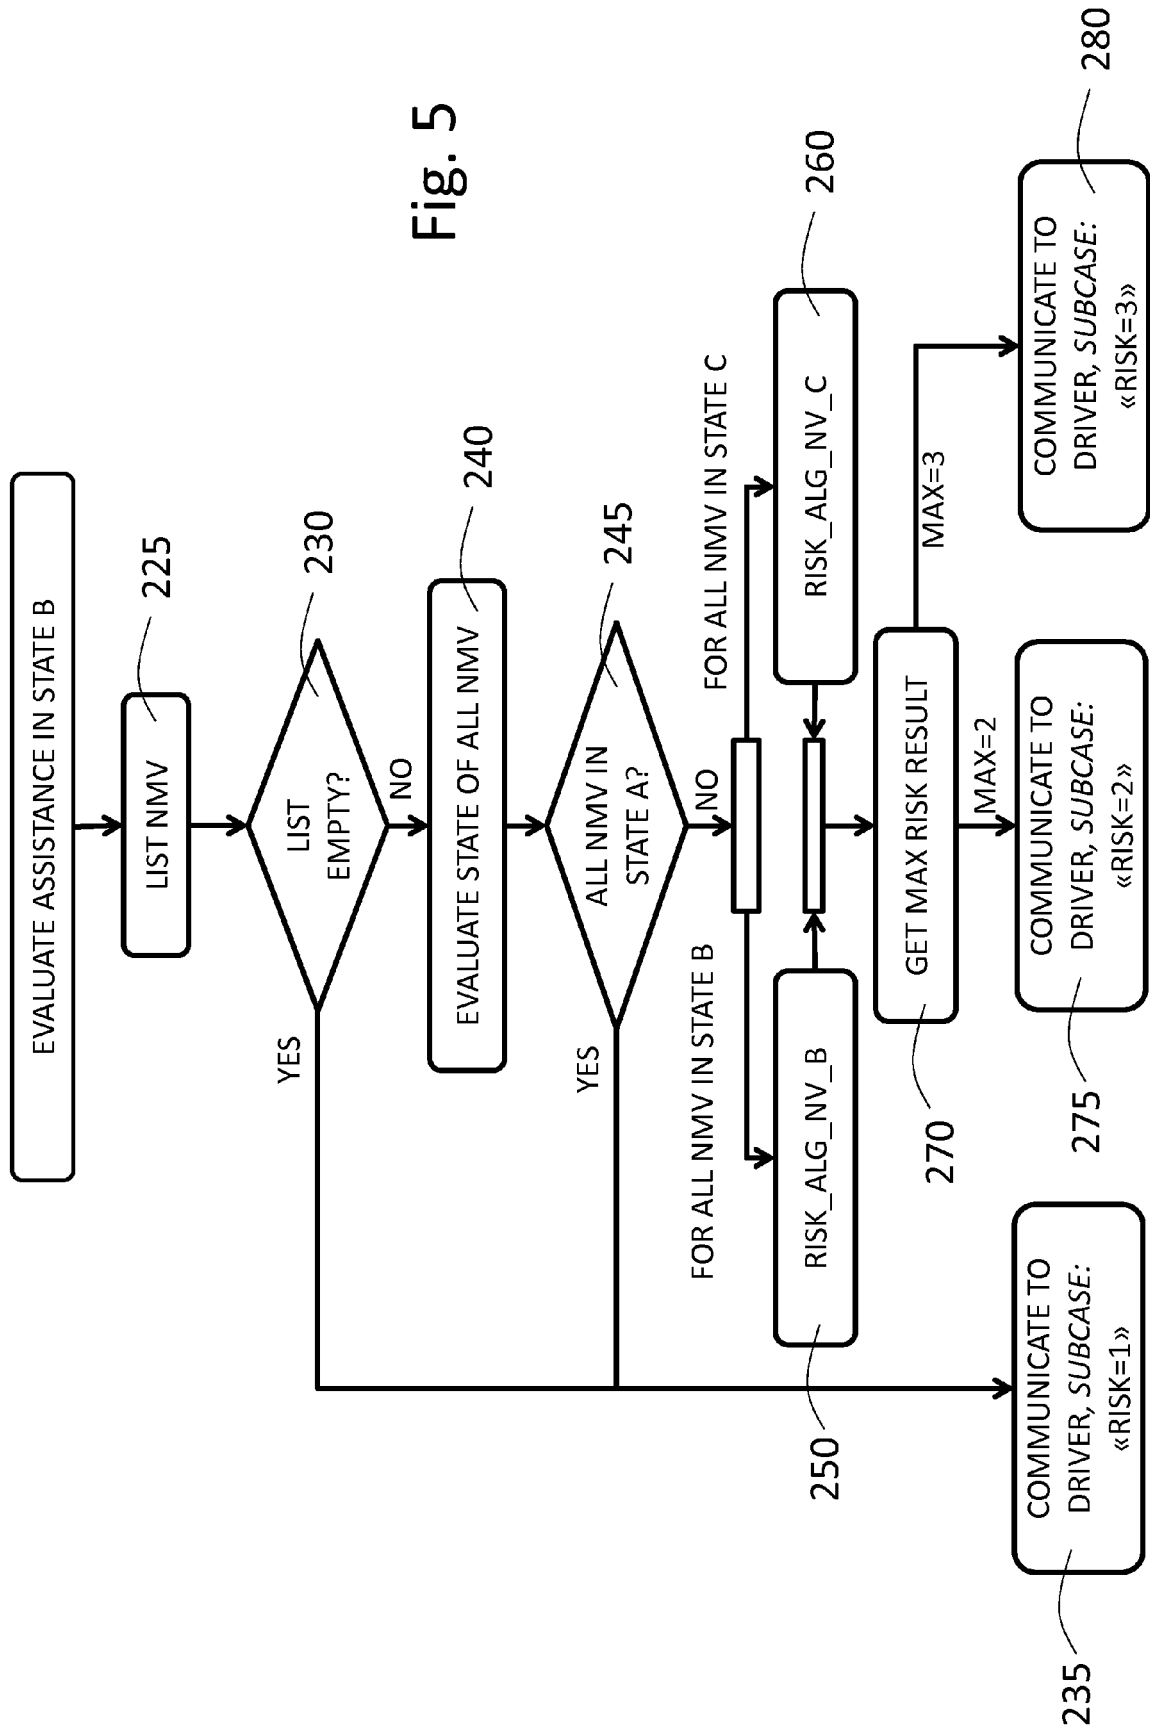 EVALUATE ASSISTANCE IN STATE B
LIST NMV
225
LIST
EMPTY?
230
YES
NO
EVALUATE STATE OF ALL NMV
240
ALL NMV IN
STATE A?
245
YES
NO
FOR ALL NMV IN STATE B
FOR ALL NMV IN STATE C
RISK_ALG_NV_B
250
RISK_ALG_NV_C
260
GET MAX RISK RESULT
270
MAX=2
MAX=3
COMMUNICATE TO
DRIVER, SUBCASE:
«RISK=1»
235
COMMUNICATE TO
DRIVER, SUBCASE:
«RISK=2»
275
COMMUNICATE TO
DRIVER, SUBCASE:
«RISK=3»
280
Fig. 5